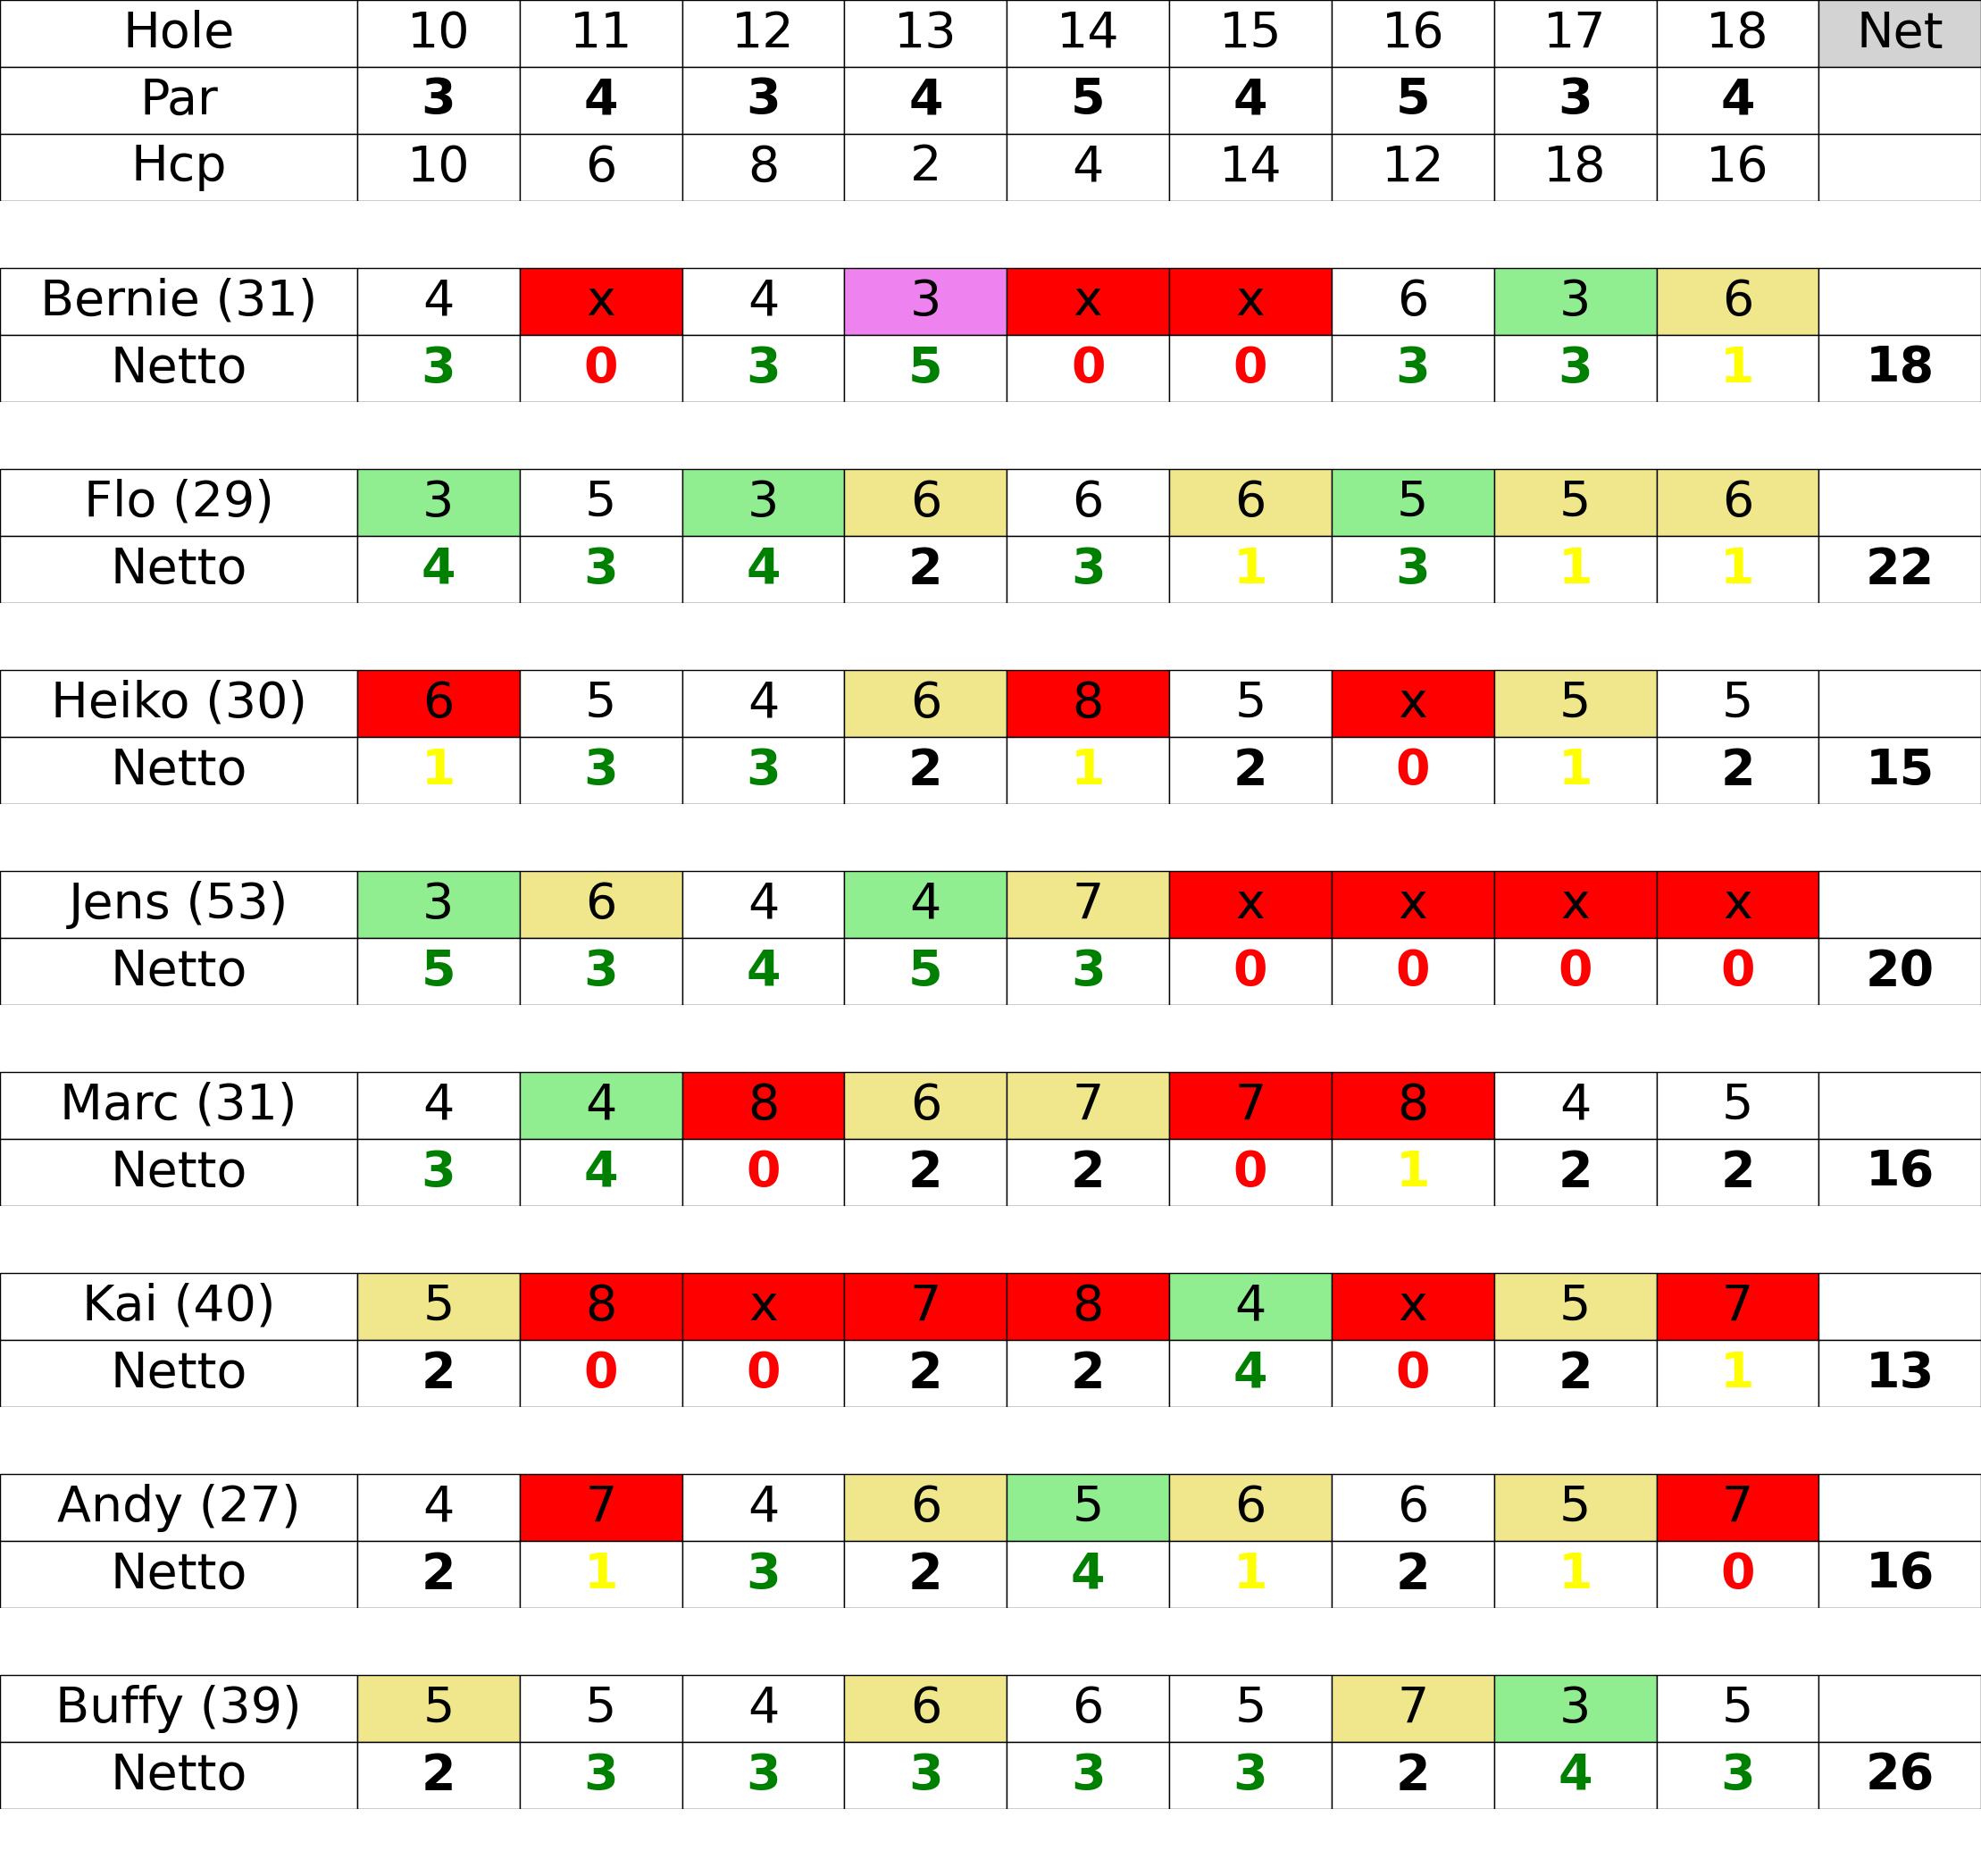 Hole 10 11 12 13 14 15 16 17 18 Net
Par 3 4 3 4 5 4 5 3 4
Hcp 10 6 8 2 4 14 12 18 16
Bernie (31) 4 x 4 3 x x 6 3 6
Netto 3 0 3 5 0 0 3 3 1 18
Flo (29) 3 5 3 6 6 6 5 5 6
Netto 4 3 4 2 3 1 3 1 1 22
Heiko (30) 6 5 4 6 8 5 x 5 5
Netto 1 3 3 2 1 2 0 1 2 15
Jens (53) 3 6 4 4 7 x x x x
Netto 5 3 4 5 3 0 0 0 0 20
Marc (31) 4 4 8 6 7 7 8 4 5
Netto 3 4 0 2 2 0 1 2 2 16
Kai (40) 5 8 x 7 8 4 x 5 7
Netto 2 0 0 2 2 4 0 2 1 13
Andy (27) 4 7 4 6 5 6 6 5 7
Netto 2 1 3 2 4 1 2 1 0 16
Buffy (39) 5 5 4 6 6 5 7 3 5
Netto 2 3 3 3 3 3 2 4 3 26